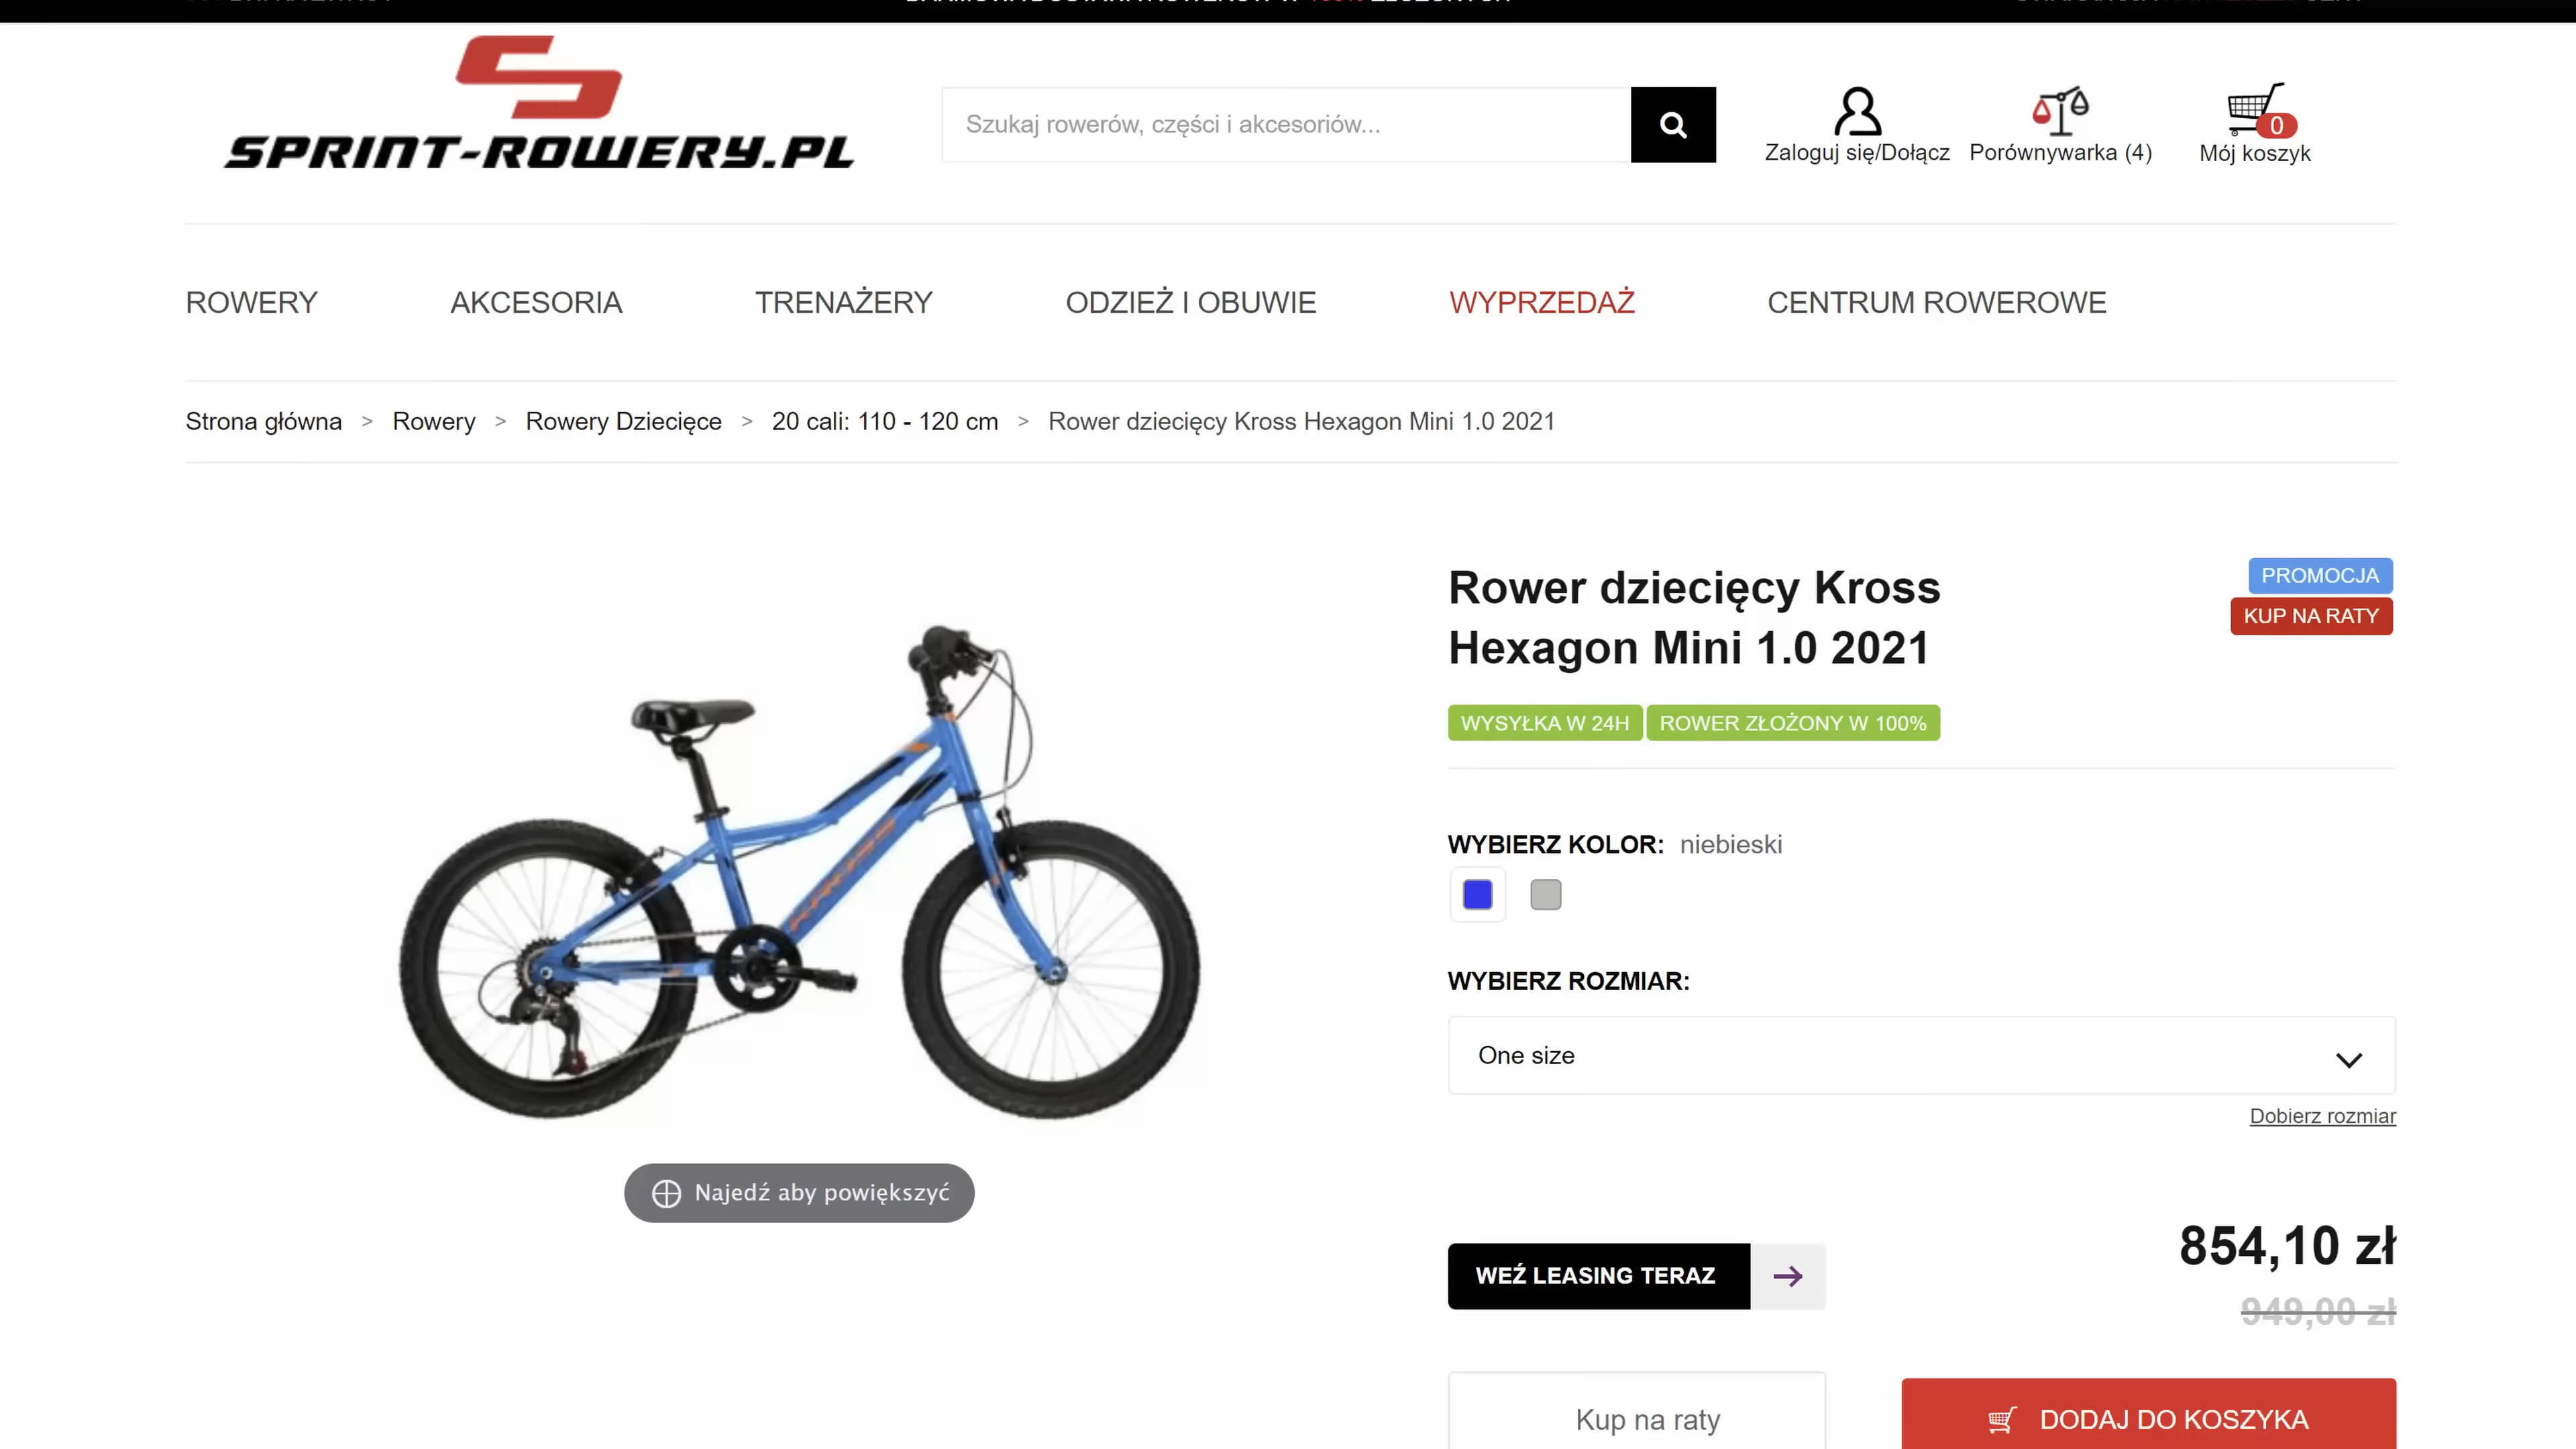 SPRINT-ROWERY.PL
Szukaj rowerów, części i akcesoriów...
Zaloguj się/Dołącz
Porównywarka (4)
0
Mój koszyk
ROWERY
AKCESORIA
TRENAŻERY
ODZIEŻ I OBUWIE
WYPRZEDAŻ
CENTRUM ROWEROWE
Strona główna > Rowery > Rowery Dziecięce > 20 cali: 110 - 120 cm > Rower dziecięcy Kross Hexagon Mini 1.0 2021
Rower dziecięcy Kross
Hexagon Mini 1.0 2021
PROMOCJA
KUP NA RATY
WYSYŁKA W 24H
ROWER ZŁOŻONY W 100%
WYBIERZ KOLOR: niebieski
WYBIERZ ROZMIAR:
One size
Dobierz rozmiar
KROSS
Najedź aby powiększyć
WEŹ LEASING TERAZ
854,10 zł
949,00 zł
Kup na raty
DODAJ DO KOSZYKA